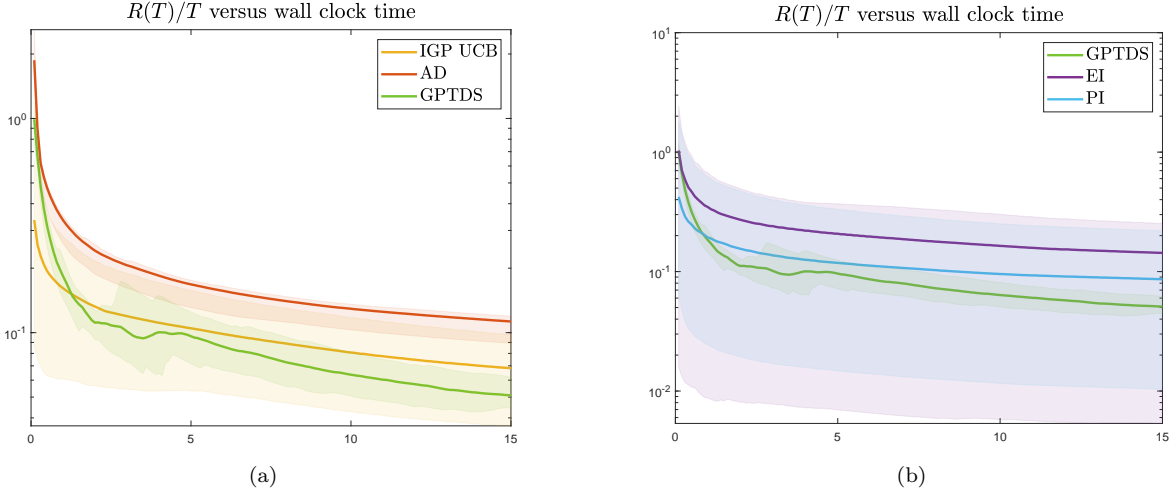 R(T)/T versus wall clock time
IGP UCB
AD
GPTDS
10^0
10^-1
0 5 10 15
(a)
R(T)/T versus wall clock time
GPTDS
EI
PI
10^1
10^0
10^-1
10^-2
0 5 10 15
(b)